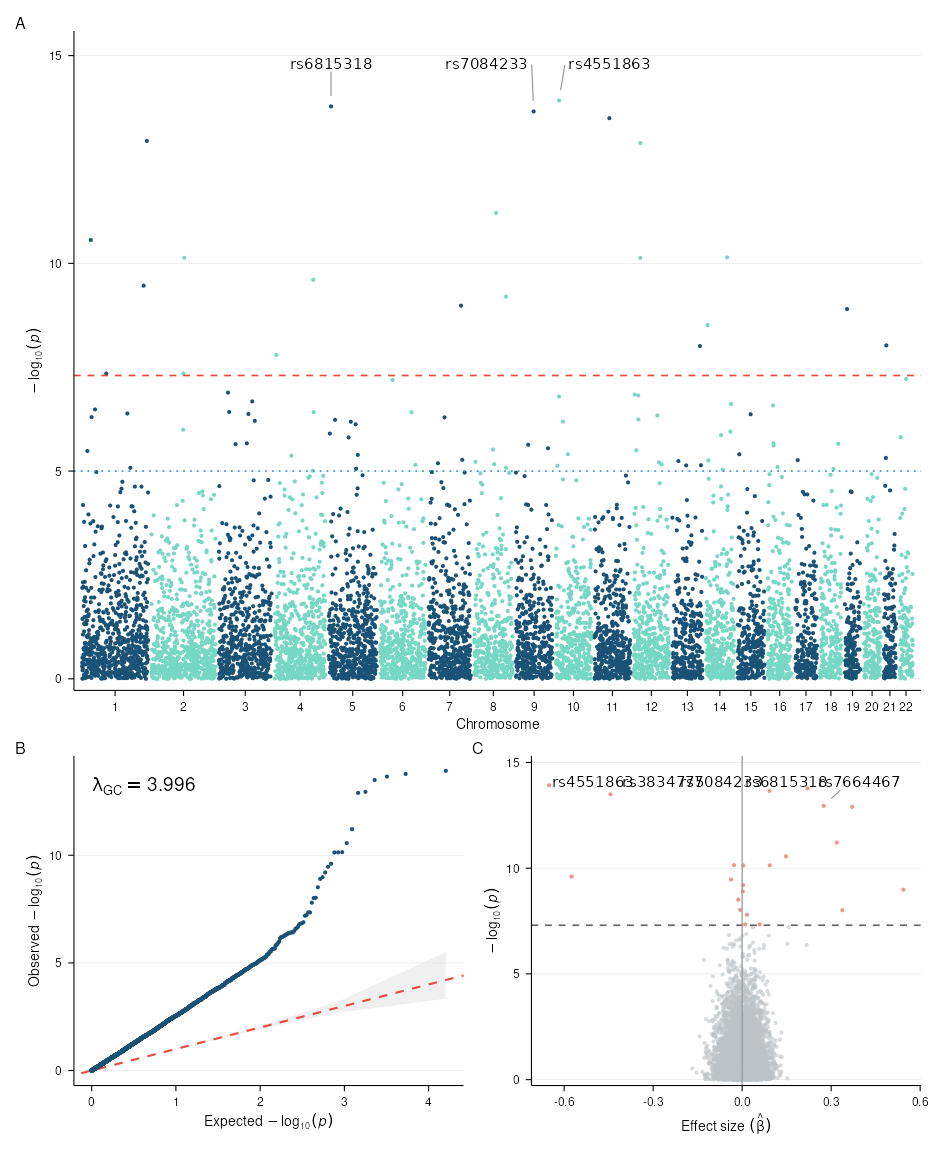 A
15
rs6815318 rs7084233 rs4551863
10
5
0
− log₁₀(p)
1 2 3 4 5 6 7 8 9 10 11 12 13 14 15 16 17 18 19 20 21 22
Chromosome
B
λGC = 3.996
10
5
0
Observed − log₁₀(p)
0 1 2 3 4
Expected − log₁₀(p)
C
15
rs4551863 rs7084233 rs6815318 rs7664467
10
5
0
− log₁₀(p)
-0.6 -0.3 0.0 0.3 0.6
Effect size (β̂)